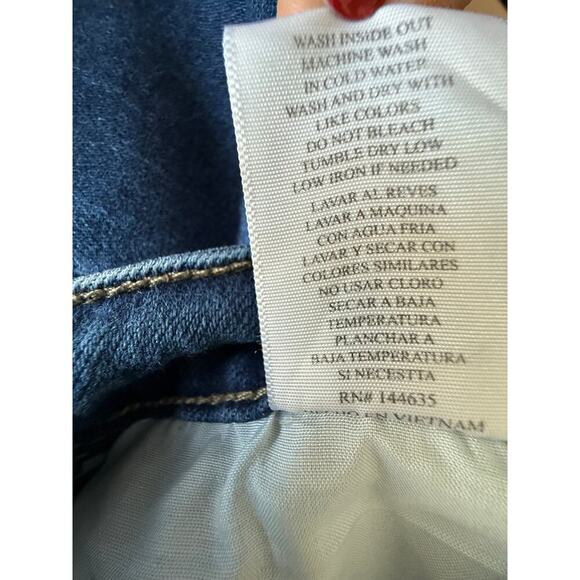 WASH INSIDE OUT
MACHINE WASH
IN COLD WATER
WASH AND DRY WITH
LIKE COLORS
DO NOT BLEACH
TUMBLE DRY LOW
LOW IRON IF NEEDED
LAVAR AL REVES
LAVAR A MAQUINA
CON AGUA FRIA
LAVAR Y SECAR CON
COLORES SIMILARES
NO USAR CLORO
SECAR A BAJA
TEMPERATURA
PLANCHAR A
BAJA TEMPERATURA
SI NECESTTA
RN# 144635
HECHO EN VIETNAM